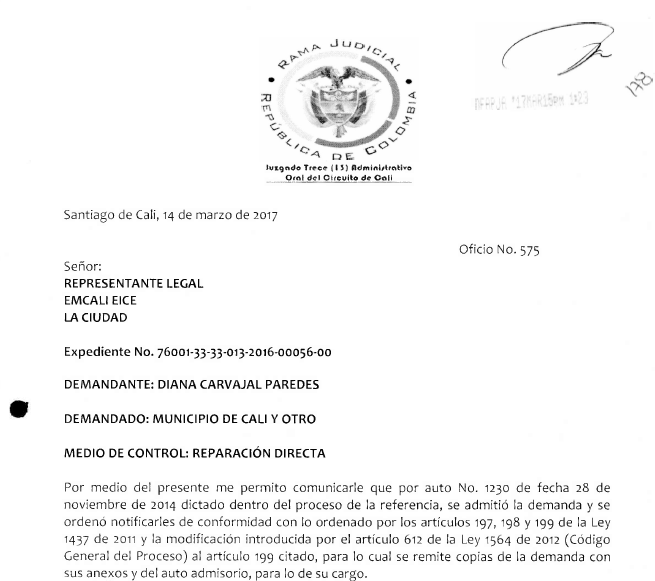 RAMA JUDICIAL
REPÚBLICA DE COLOMBIA
Juzgado Trece (13) Administrativo
Oral del Circuito de Cali
178
Santiago de Cali, 14 de marzo de 2017
Oficio No. 575
Señor:
REPRESENTANTE LEGAL
EMCALI EICE
LA CIUDAD
Expediente No. 76001-33-33-013-2016-00056-00
DEMANDANTE: DIANA CARVAJAL PAREDES
DEMANDADO: MUNICIPIO DE CALI Y OTRO
MEDIO DE CONTROL: REPARACIÓN DIRECTA
Por medio del presente me permito comunicarle que por auto No. 1230 de fecha 28 de
noviembre de 2014 dictado dentro del proceso de la referencia, se admitió la demanda y se
ordenó notificarles de conformidad con lo ordenado por los artículos 197, 198 y 199 de la Ley
1437 de 2011 y la modificación introducida por el artículo 612 de la Ley 1564 de 2012 (Código
General del Proceso) al artículo 199 citado, para lo cual se remite copias de la demanda con
sus anexos y del auto admisorio, para lo de su cargo.